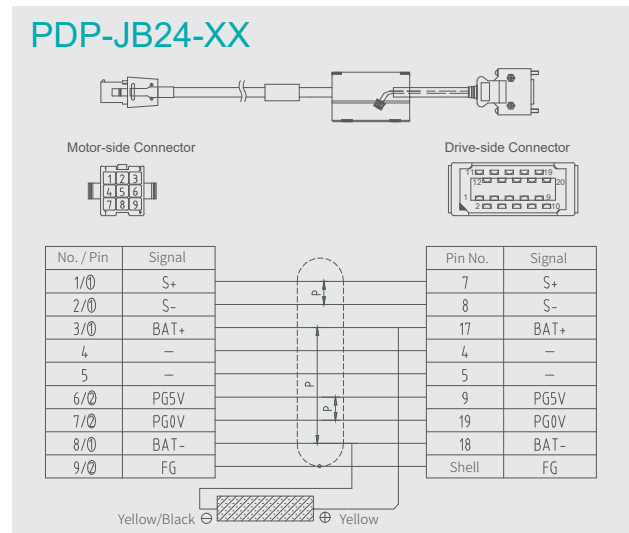 PDP-JB24-XX
Motor-side Connector
Drive-side Connector
1 2 3
4 5 6
7 8 9
11 19
12 20
1 9
2 10
No. / Pin Signal Pin No. Signal
1/① S+ P 7 S+
2/① S- 8 S-
3/① BAT+ 17 BAT+
4 — 4 —
5 — P 5 —
6/② PG5V P 9 PG5V
7/② PG0V 19 PG0V
8/① BAT- 18 BAT-
9/② FG Shell FG
Yellow/Black ⊖ ⊕ Yellow